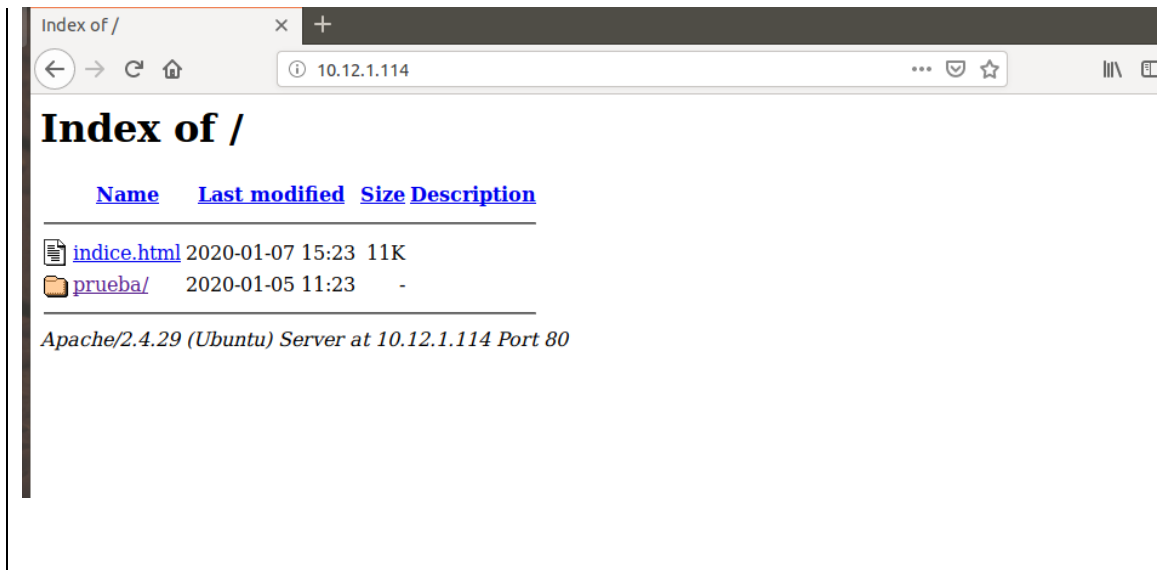 Index of /
10.12.1.114
Index of /
Name Last modified Size Description
indice.html 2020-01-07 15:23 11K
prueba/ 2020-01-05 11:23 -
Apache/2.4.29 (Ubuntu) Server at 10.12.1.114 Port 80